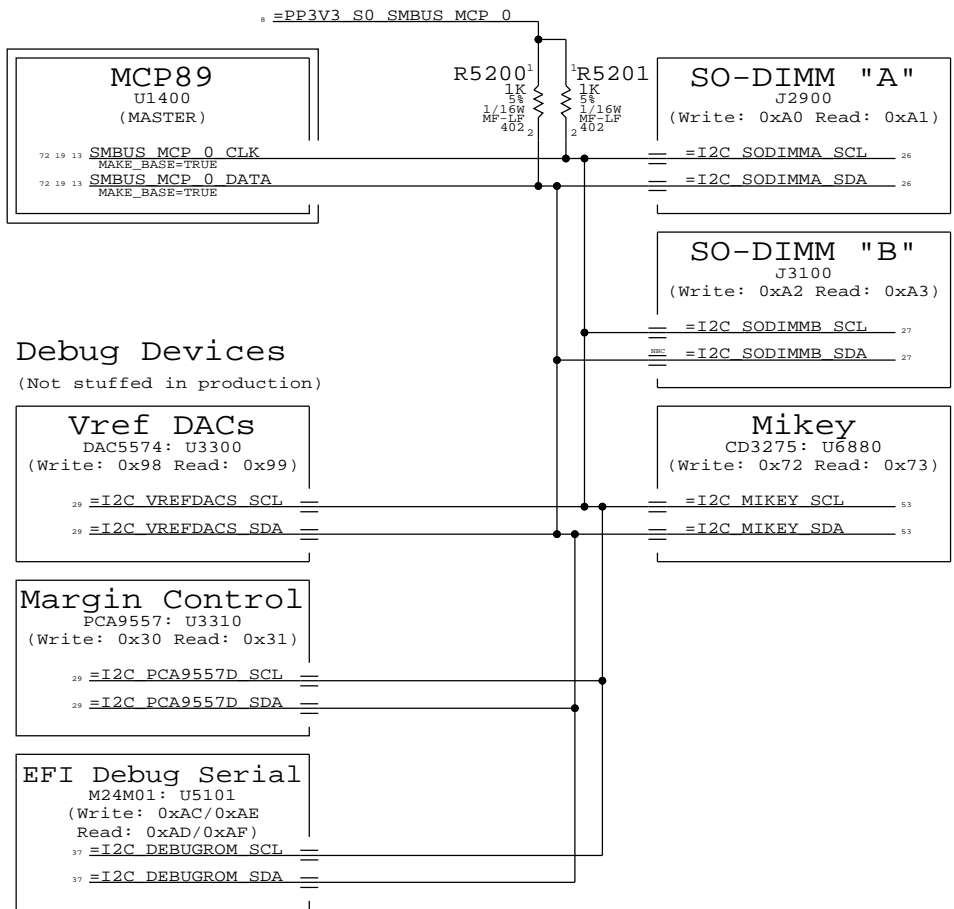 8 =PP3V3_S0_SMBUS_MCP_0
MCP89
U1400
(MASTER)
72 19 13 SMBUS_MCP_0_CLK
MAKE_BASE=TRUE
72 19 13 SMBUS_MCP_0_DATA
MAKE_BASE=TRUE
R5200 1
1K
5%
1/16W
MF-LF
402 2
1 R5201
1K
5%
1/16W
MF-LF
2 402
SO-DIMM "A"
J2900
(Write: 0xA0 Read: 0xA1)
=I2C_SODIMMA_SCL 26
=I2C_SODIMMA_SDA 26
SO-DIMM "B"
J3100
(Write: 0xA2 Read: 0xA3)
=I2C_SODIMMB_SCL 27
NBC =I2C_SODIMMB_SDA 27
Debug Devices
(Not stuffed in production)
Vref DACs
DAC5574: U3300
(Write: 0x98 Read: 0x99)
29 =I2C_VREFDACS_SCL
29 =I2C_VREFDACS_SDA
Mikey
CD3275: U6880
(Write: 0x72 Read: 0x73)
=I2C_MIKEY_SCL 53
=I2C_MIKEY_SDA 53
Margin Control
PCA9557: U3310
(Write: 0x30 Read: 0x31)
29 =I2C_PCA9557D_SCL
29 =I2C_PCA9557D_SDA
EFI Debug Serial
M24M01: U5101
(Write: 0xAC/0xAE
Read: 0xAD/0xAF)
37 =I2C_DEBUGROM_SCL
37 =I2C_DEBUGROM_SDA